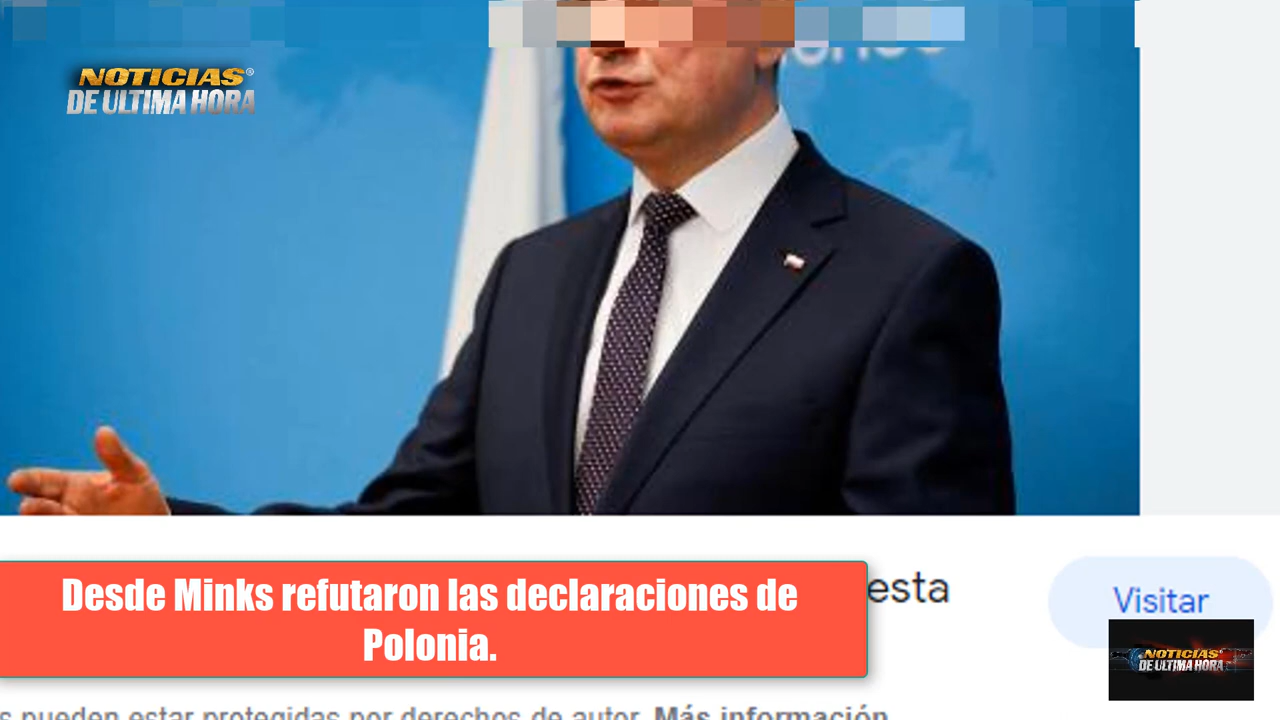 NOTICIAS®
DE ULTIMA HORA
Desde Minks refutaron las declaraciones de
Polonia.
esta
Visitar
NOTICIAS
DE ULTIMA HORA
s pueden estar protegidas por derechos de autor. Más información